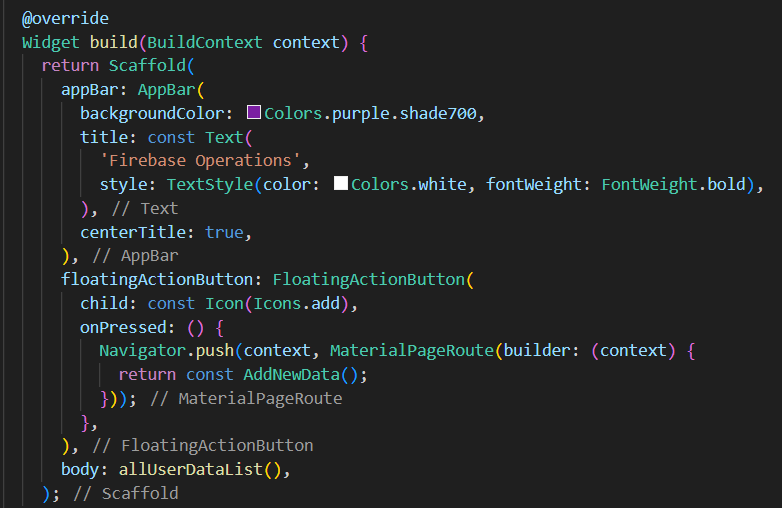 @override
Widget build(BuildContext context) {
  return Scaffold(
    appBar: AppBar(
      backgroundColor: Colors.purple.shade700,
      title: const Text(
        'Firebase Operations',
        style: TextStyle(color: Colors.white, fontWeight: FontWeight.bold),
      ), // Text
      centerTitle: true,
    ), // AppBar
    floatingActionButton: FloatingActionButton(
      child: const Icon(Icons.add),
      onPressed: () {
        Navigator.push(context, MaterialPageRoute(builder: (context) {
          return const AddNewData();
        })); // MaterialPageRoute
      },
    ), // FloatingActionButton
    body: allUserDataList(),
  ); // Scaffold